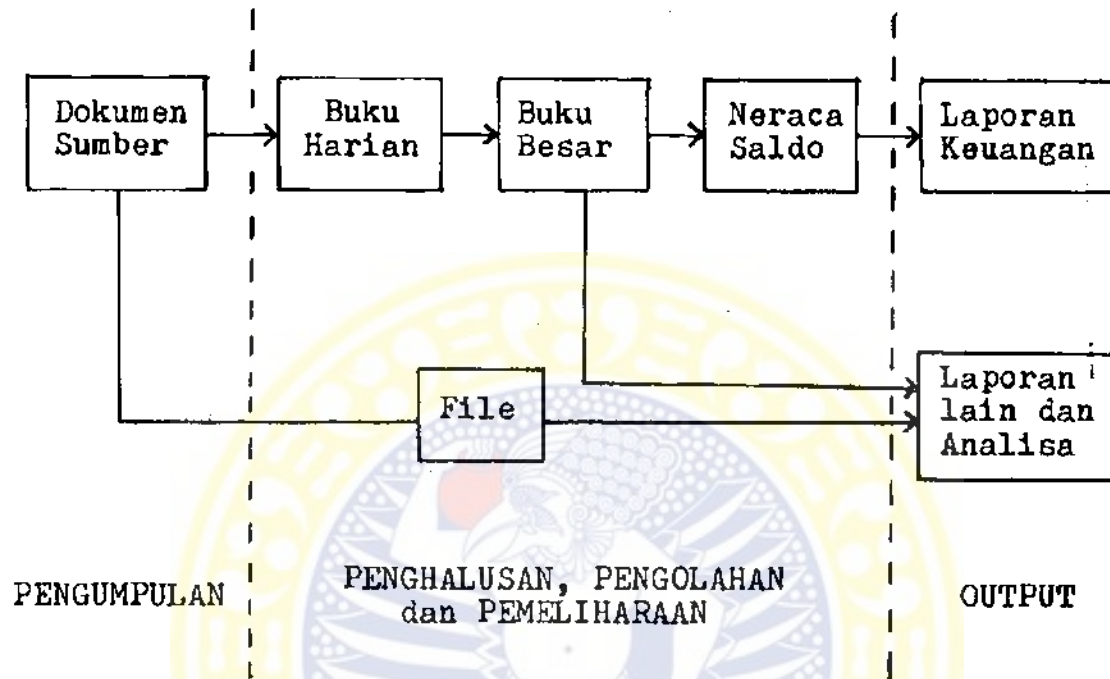 Dokumen
Sumber
Buku
Harian
Buku
Besar
Neraca
Saldo
Laporan
Keuangan
File
Laporan
lain dan
Analisa
PENGUMPULAN
PENGHALUSAN, PENGOLAHAN
dan PEMELIHARAAN
OUTPUT